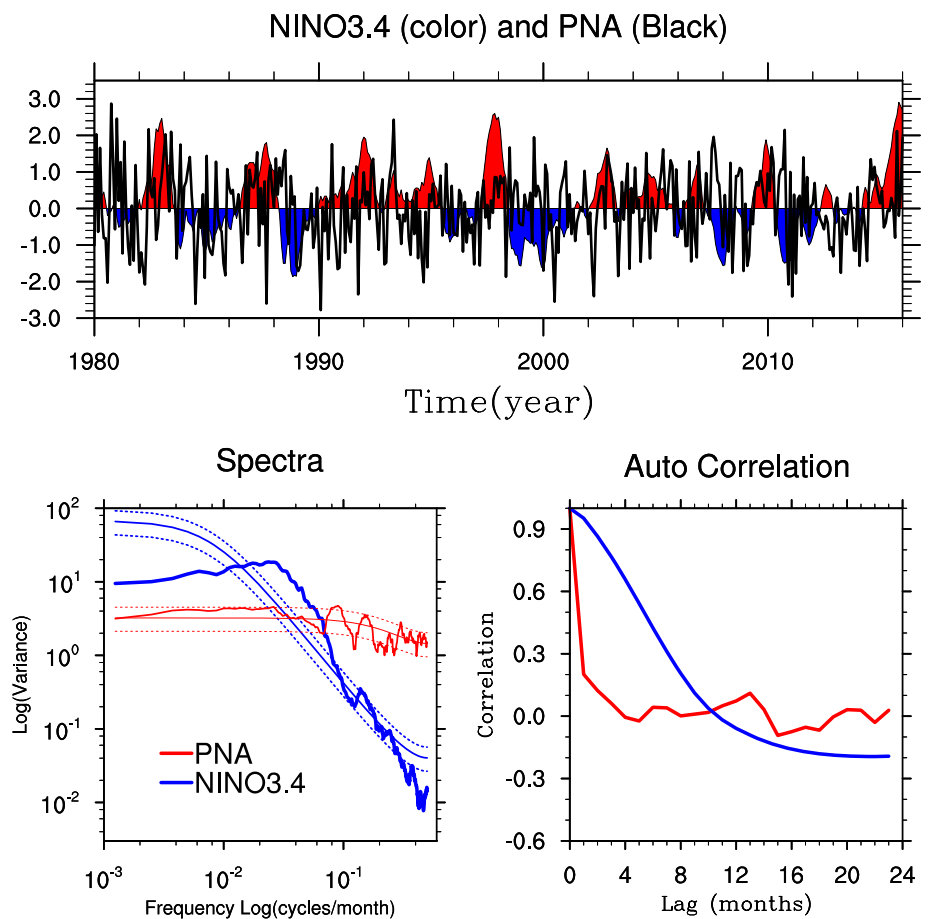 NINO3.4 (color) and PNA (Black)
3.0
2.0
1.0
0.0
-1.0
-2.0
-3.0
1980 1990 2000 2010
Time(year)
Spectra
10^2
10^1
10^0
10^-1
10^-2
Log(Variance)
PNA
NINO3.4
10^-3 10^-2 10^-1
Frequency Log(cycles/month)
Auto Correlation
0.9
0.6
0.3
0.0
-0.3
-0.6
Correlation
0 4 8 12 16 20 24
Lag (months)